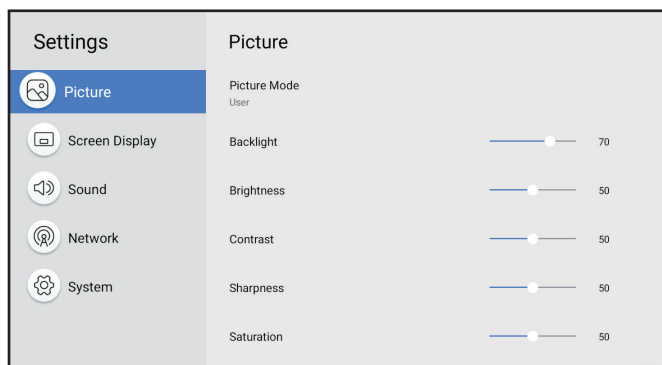 Settings
Picture
Screen Display
Sound
Network
System
Picture
Picture Mode
User
Backlight 70
Brightness 50
Contrast 50
Sharpness 50
Saturation 50